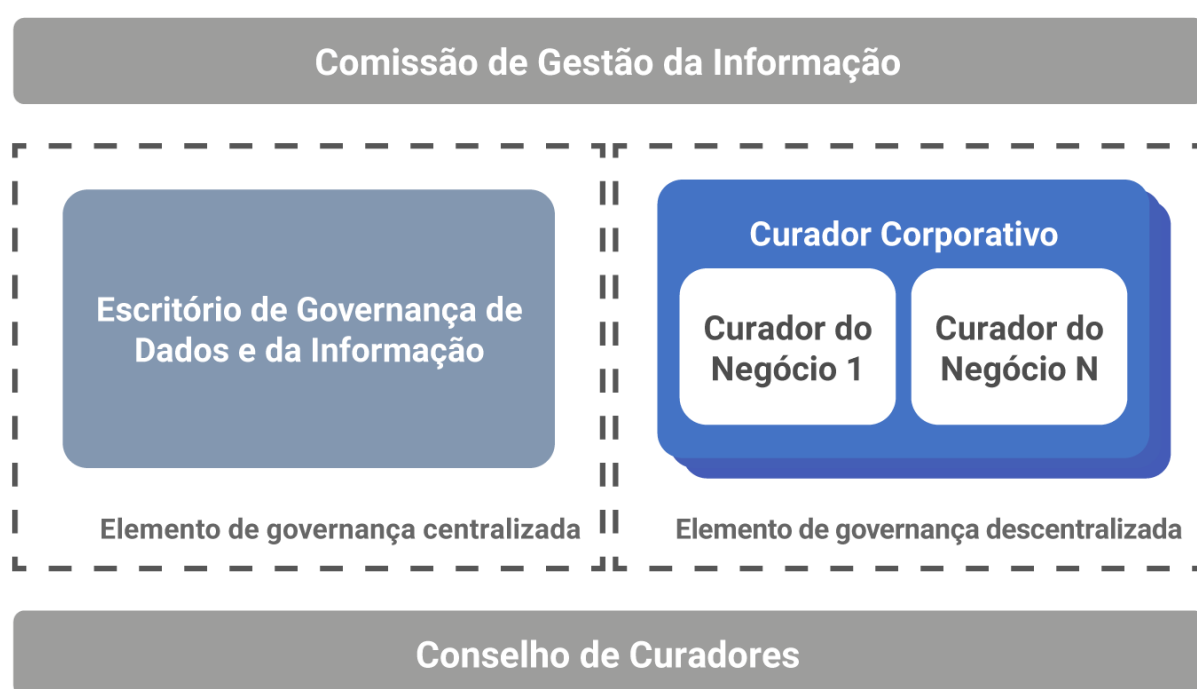 Comissão de Gestão da Informação
Escritório de Governança de
Dados e da Informação
Elemento de governança centralizada
Curador Corporativo
Curador do
Negócio 1
Curador do
Negócio N
Elemento de governança descentralizada
Conselho de Curadores